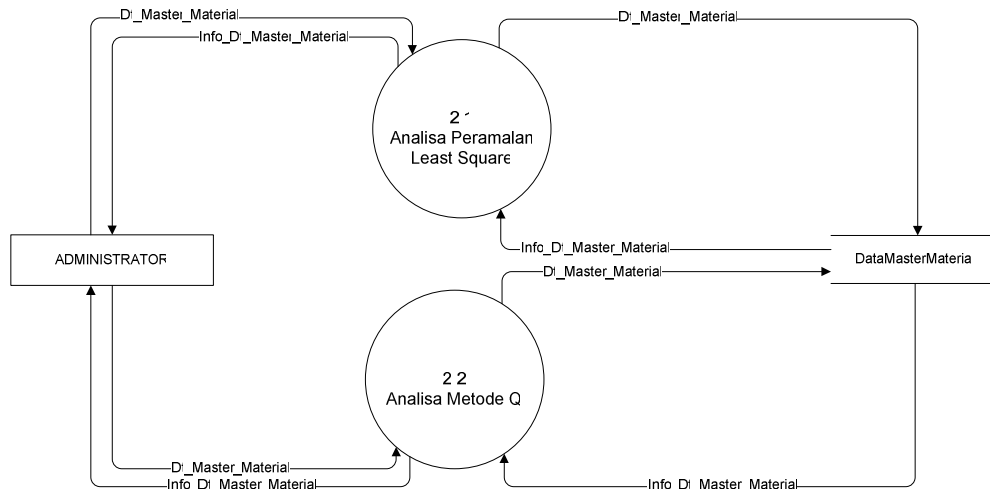 Dt_Master_Material
Dt_Master_Material
Info_Dt_Master_Material
2.1
Analisa Peramalan
Least Square
Info_Dt_Master_Material
ADMINISTRATOR
DataMasterMateria
Dt_Master_Material
2.2
Analisa Metode Q
Dt_Master_Material
Info_Dt_Master_Material
Info_Dt_Master_Material